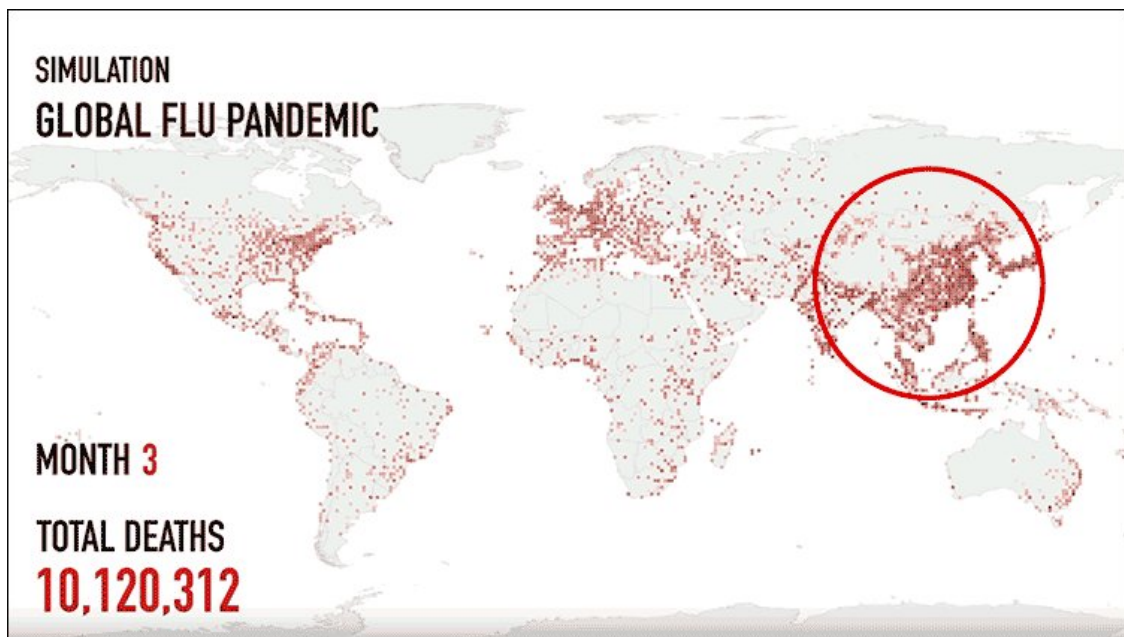 SIMULATION
GLOBAL FLU PANDEMIC
MONTH 3
TOTAL DEATHS
10,120,312